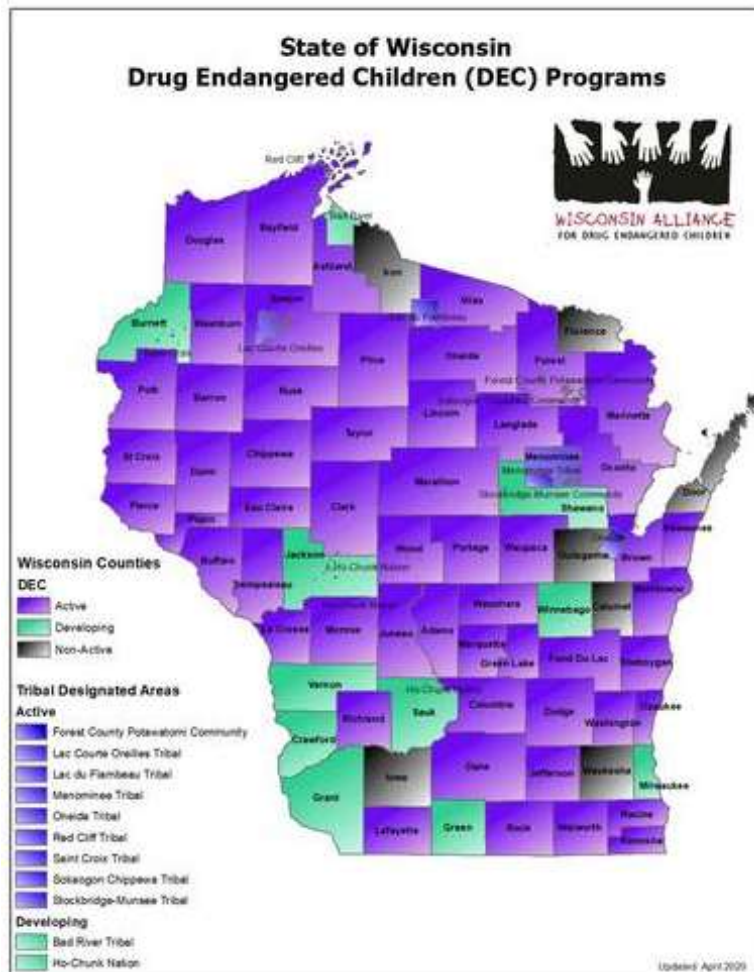 State of Wisconsin
Drug Endangered Children (DEC) Programs
WISCONSIN ALLIANCE
FOR DRUG ENDANGERED CHILDREN
Red Cliff
Bad River
Douglas
Bayfield
Ashland
Iron
Vilas
Burnett
Washburn
Sawyer
Lac Courte Oreilles
Florence
Price
Oneida
Forest
Forest County Potawatomi Community
Polk
Barron
Rusk
Lincoln
Langlade
Marinette
Taylor
St Croix
Dunn
Chippewa
Marathon
Menominee
Menominee Tribal
Oconto
Stockbridge Munsee Community
Shawano
Door
Pierce
Pepin
Eau Claire
Clark
Buffalo
Jackson
Wood
Portage
Waupaca
Outagamie
Brown
Kewaunee
Trempealeau
Ho-Chunk Nation
Waushara
Winnebago
Calumet
Manitowoc
La Crosse
Monroe
Juneau
Adams
Marquette
Green Lake
Fond Du Lac
Sheboygan
Vernon
Ho-Chunk Nation
Richland
Sauk
Columbia
Dodge
Washington
Ozaukee
Crawford
Grant
Iowa
Dane
Jefferson
Waukesha
Milwaukee
Lafayette
Green
Rock
Walworth
Racine
Kenosha
Wisconsin Counties
DEC
Active
Developing
Non-Active
Tribal Designated Areas
Active
Forest County Potawatomi Community
Lac Courte Oreilles Tribal
Lac du Flambeau Tribal
Menominee Tribal
Oneida Tribal
Red Cliff Tribal
Saint Croix Tribal
Sokaogon Chippewa Tribal
Stockbridge-Munsee Tribal
Developing
Bad River Tribal
Ho-Chunk Nation
Updated April 2020